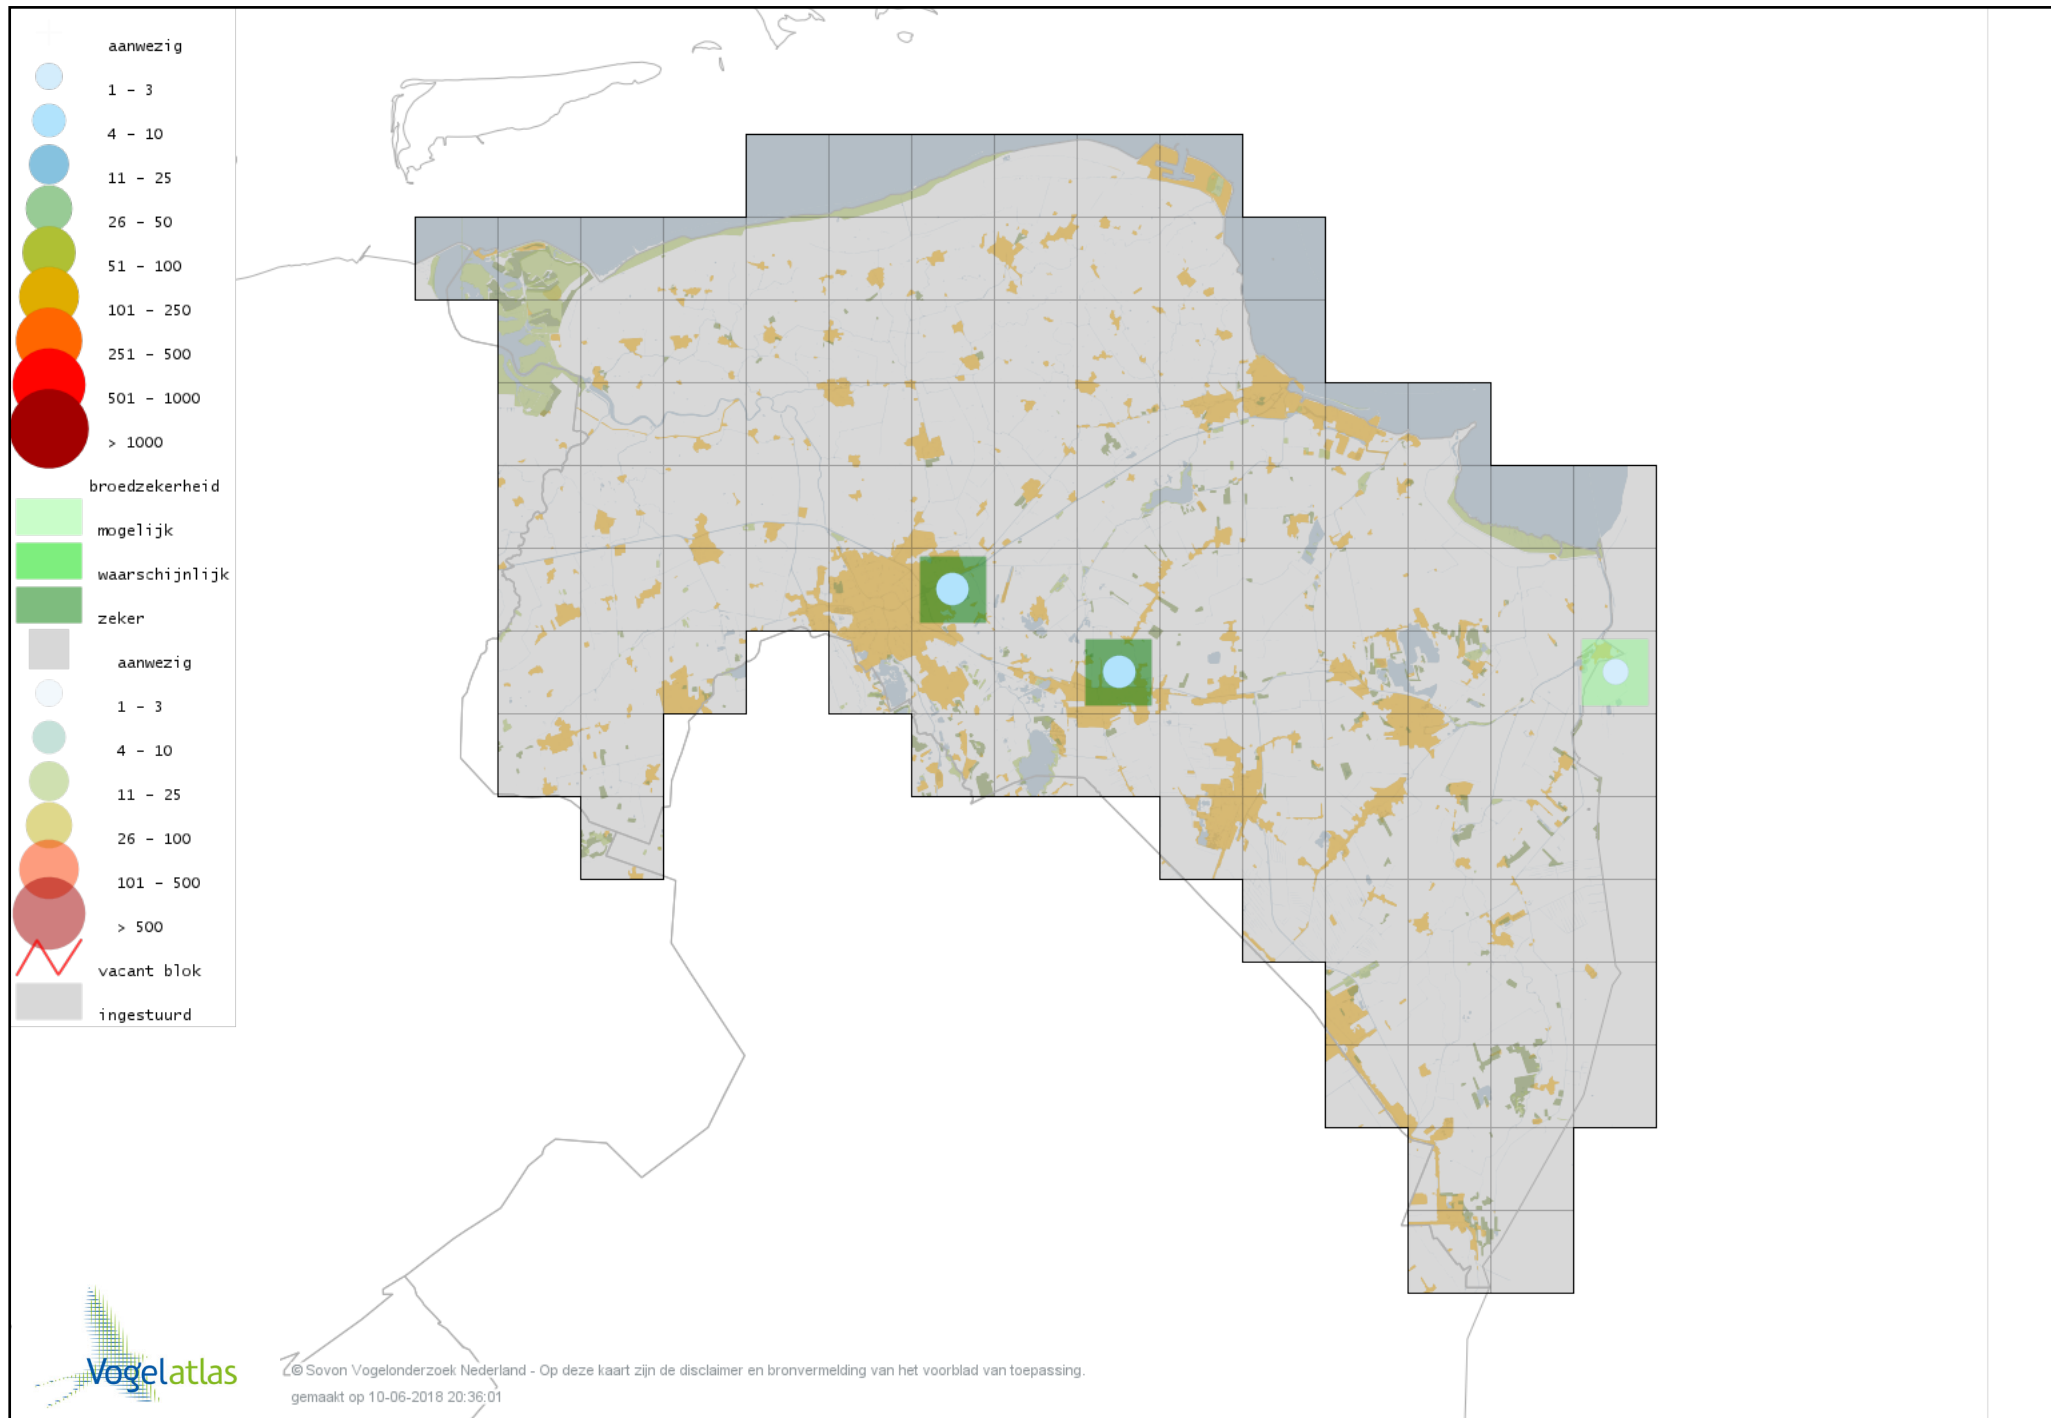 aanwezig
1 - 3
4 - 10
11 - 25
26 - 50
51 - 100
101 - 250
251 - 500
501 - 1000
> 1000
broedzekerheid
mogelijk
waarschijnlijk
zeker
aanwezig
1 - 3
4 - 10
11 - 25
26 - 100
101 - 500
> 500
vacant blok
ingestuurd
Vogelatlas
© Sovon Vogelonderzoek Nederland - Op deze kaart zijn de disclaimer en bronvermelding van het voorblad van toepassing.
gemaakt op 10-06-2018 20:36:01